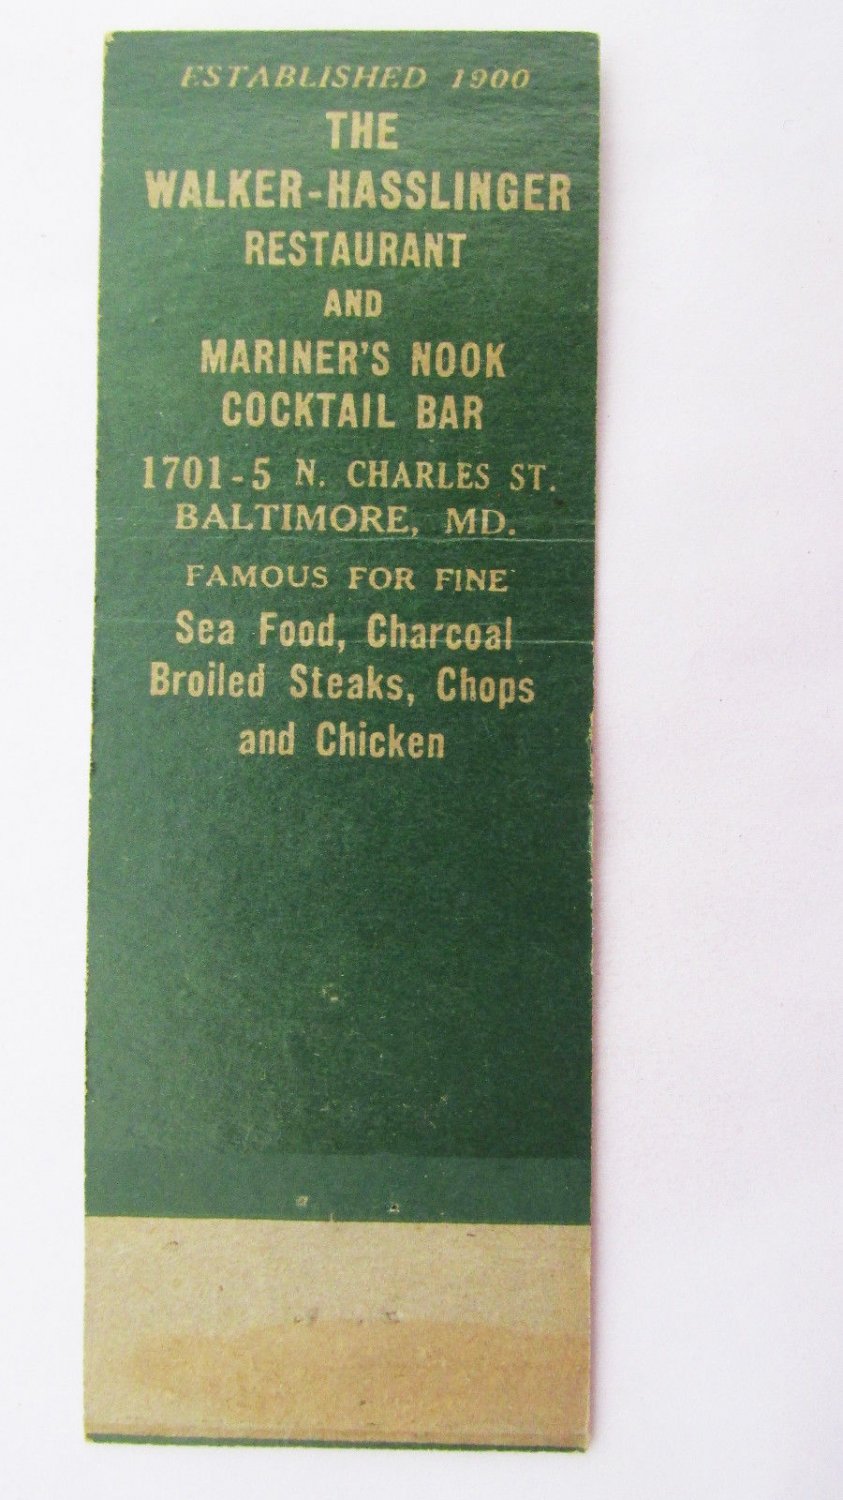 ESTABLISHED 1900
THE
WALKER-HASSLINGER
RESTAURANT
AND
MARINER'S NOOK
COCKTAIL BAR
1701-5 N. CHARLES ST.
BALTIMORE, MD.
FAMOUS FOR FINE
Sea Food, Charcoal
Broiled Steaks, Chops
and Chicken